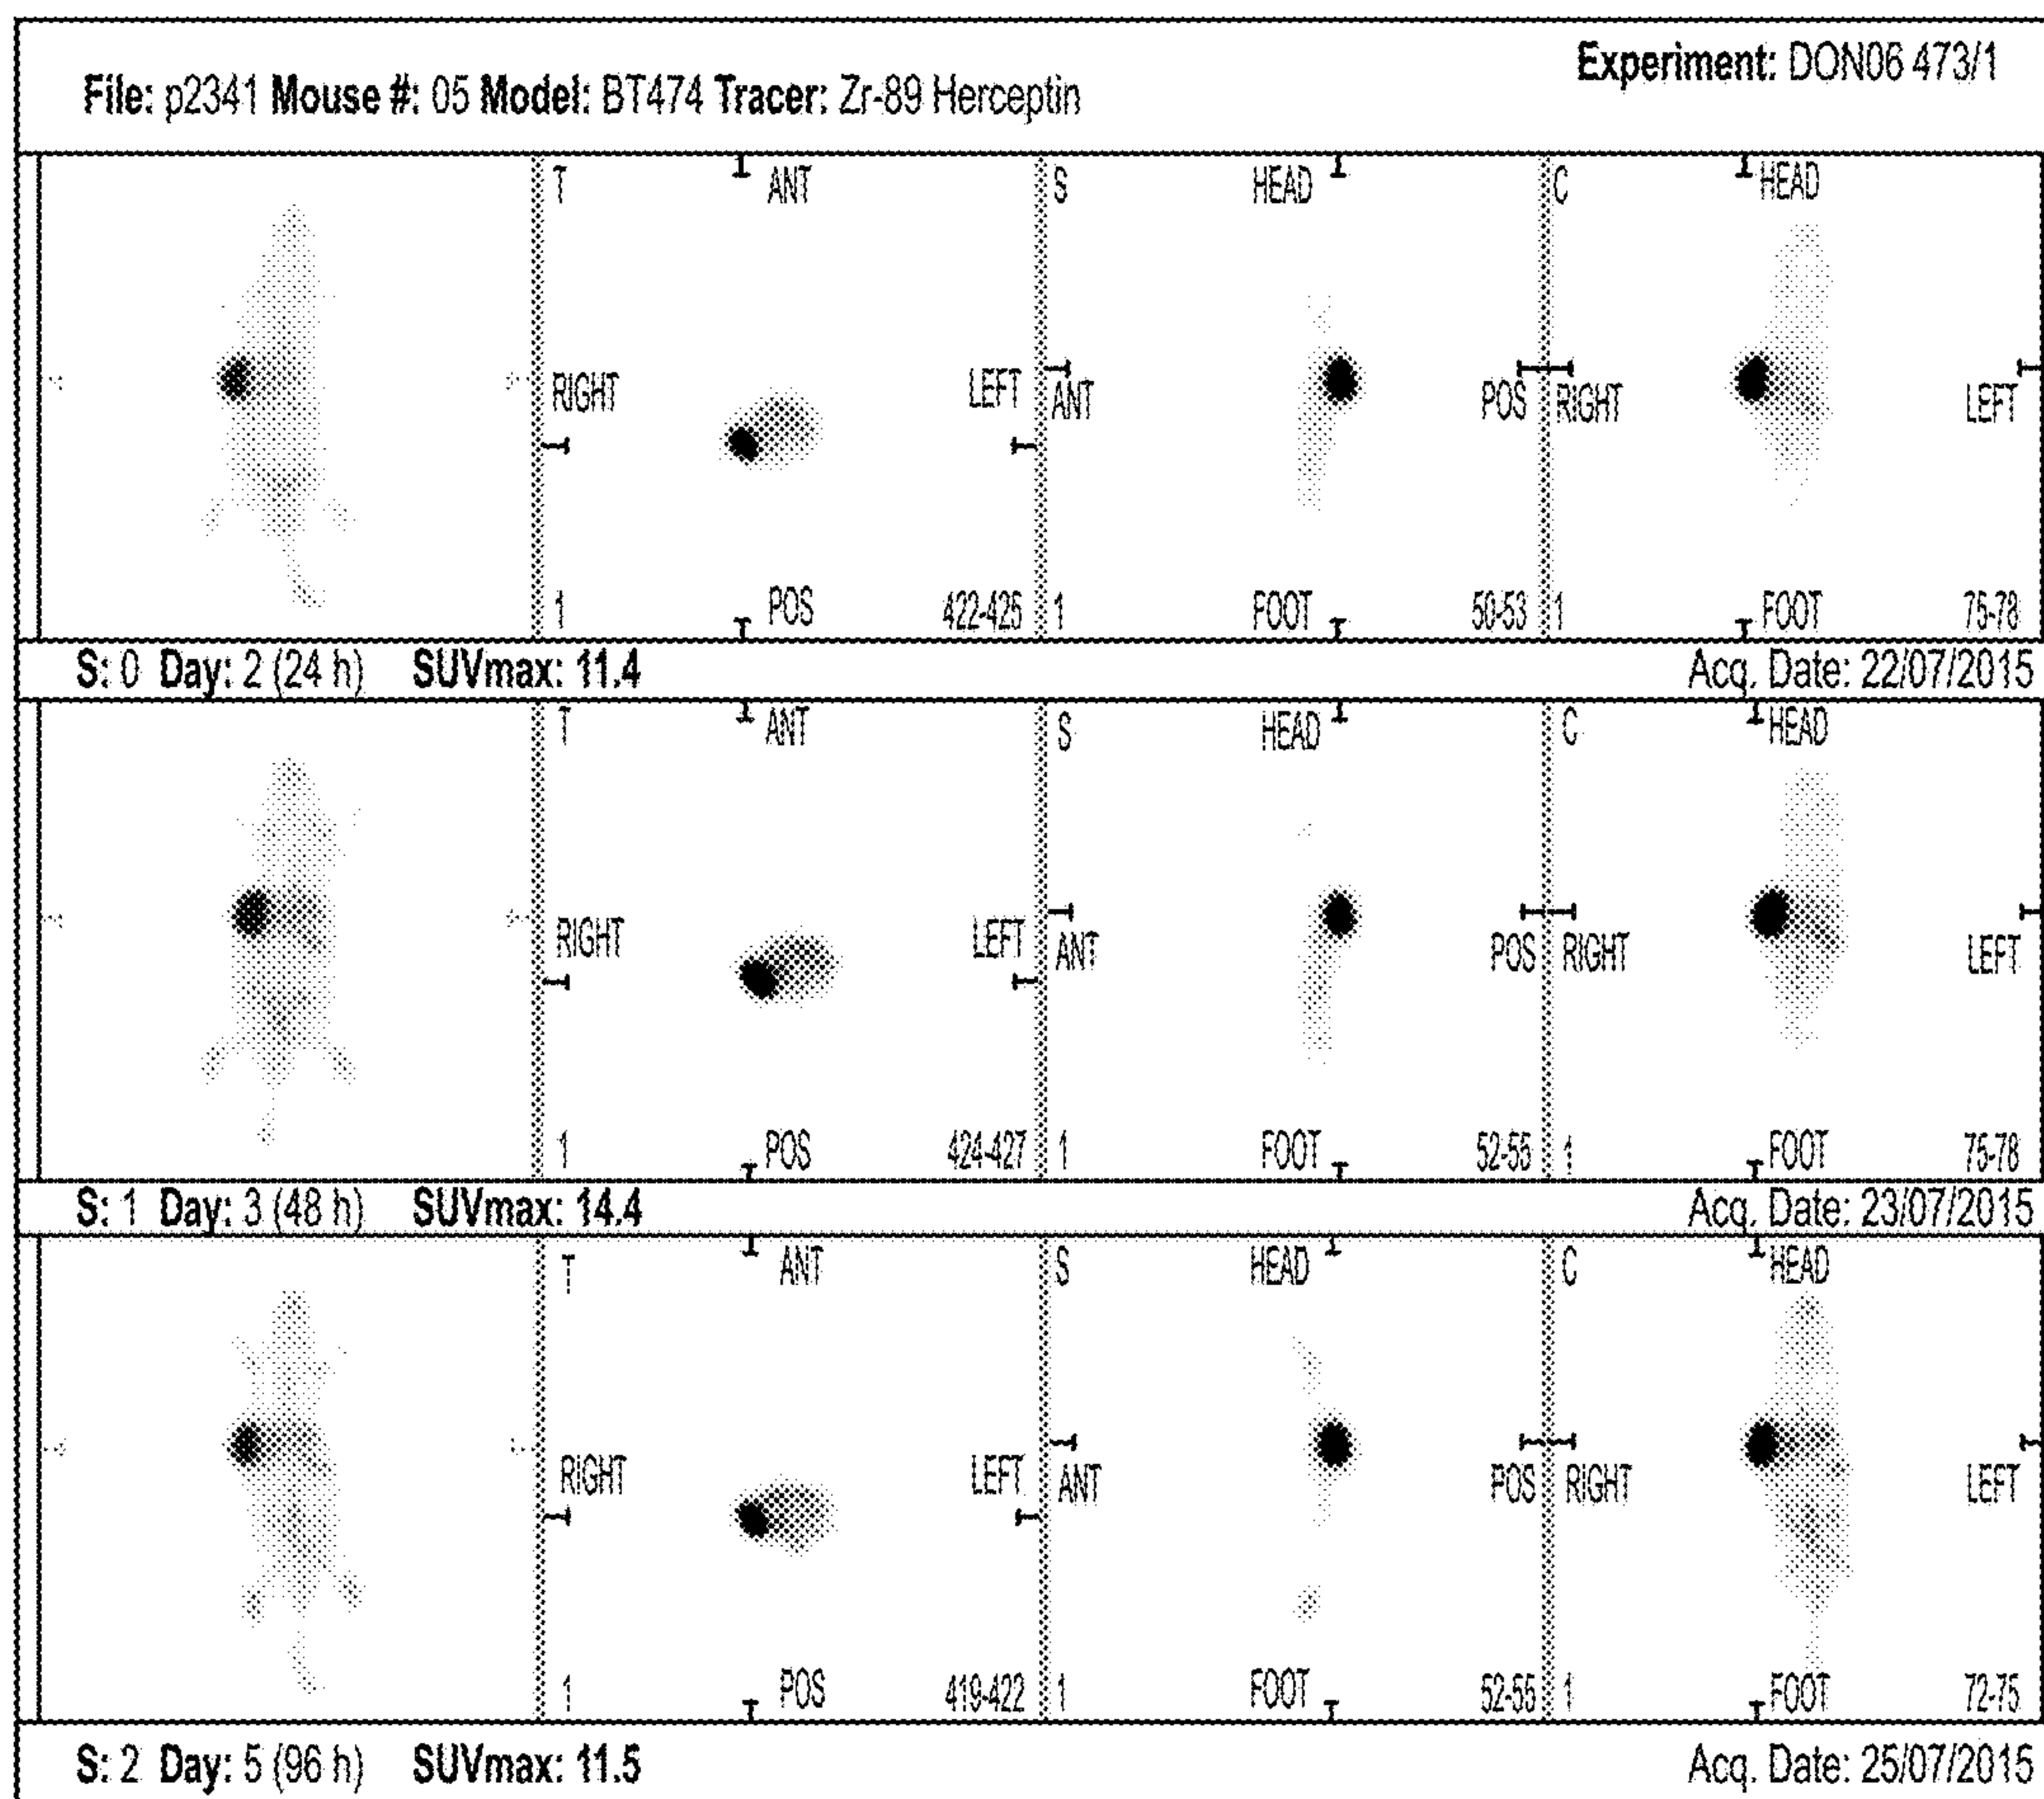 Experiment: DON06 473/1
File: p2341 Mouse #: 05 Model: BT474 Tracer: Zr-89 Herceptin
T ANT S HEAD C HEAD
RIGHT LEFT ANT POS RIGHT LEFT
1 POS 422-425 1 FOOT 50-53 1 FOOT 75-78
S: 0 Day: 2 (24 h) SUVmax: 11.4 Acq. Date: 22/07/2015
T ANT S HEAD C HEAD
RIGHT LEFT ANT POS RIGHT LEFT
1 POS 424-427 1 FOOT 52-55 1 FOOT 75-78
S: 1 Day: 3 (48 h) SUVmax: 14.4 Acq. Date: 23/07/2015
T ANT S HEAD C HEAD
RIGHT LEFT ANT POS RIGHT LEFT
1 POS 419-422 1 FOOT 52-55 1 FOOT 72-75
S: 2 Day: 5 (96 h) SUVmax: 11.5 Acq. Date: 25/07/2015